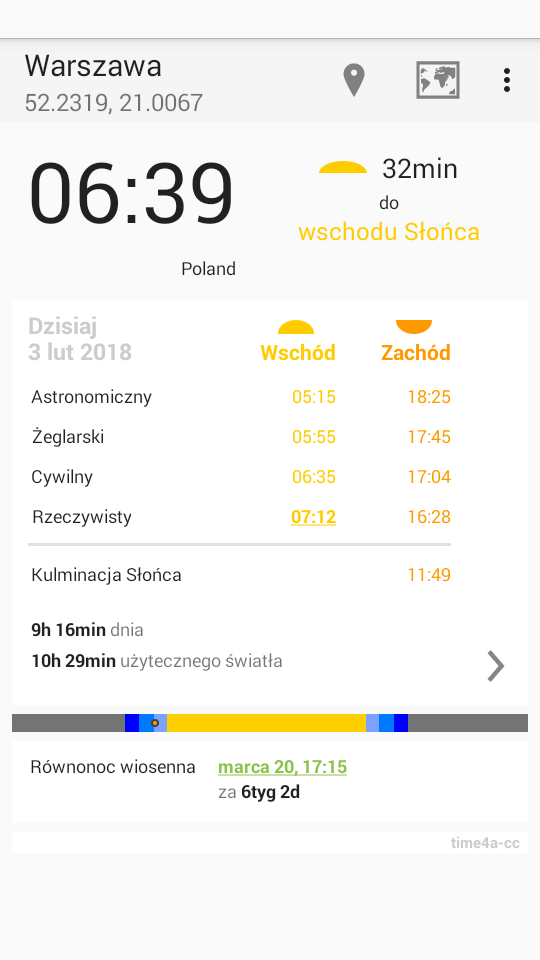 Warszawa
52.2319, 21.0067
06:39
32min
do
wschodu Słońca
Poland
Dzisiaj
3 lut 2018
Wschód
Zachód
Astronomiczny 05:15 18:25
Żeglarski 05:55 17:45
Cywilny 06:35 17:04
Rzeczywisty 07:12 16:28
Kulminacja Słońca 11:49
9h 16min dnia
10h 29min użytecznego światła
Równonoc wiosenna marca 20, 17:15
za 6tyg 2d
time4a-cc